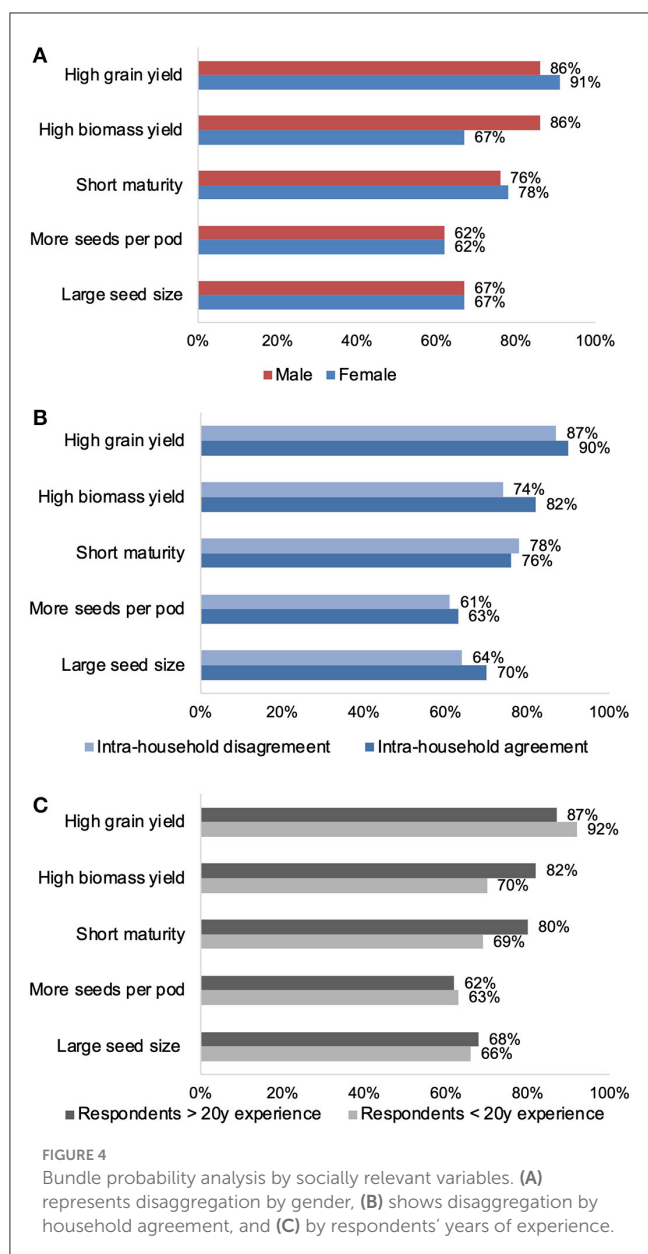 A
High grain yield
86%
91%
High biomass yield
86%
67%
Short maturity
76%
78%
More seeds per pod
62%
62%
Large seed size
67%
67%
0% 20% 40% 60% 80% 100%
Male Female
B
High grain yield
87%
90%
High biomass yield
74%
82%
Short maturity
78%
76%
More seeds per pod
61%
63%
Large seed size
64%
70%
0% 20% 40% 60% 80% 100%
Intra-household disagremeent Intra-household agreement
C
High grain yield
87%
92%
High biomass yield
82%
70%
Short maturity
80%
69%
More seeds per pod
62%
63%
Large seed size
68%
66%
0% 20% 40% 60% 80% 100%
Respondents > 20y experience Respondents < 20y experience
FIGURE 4
Bundle probability analysis by socially relevant variables. (A)
represents disaggregation by gender, (B) shows disaggregation by
household agreement, and (C) by respondents' years of experience.